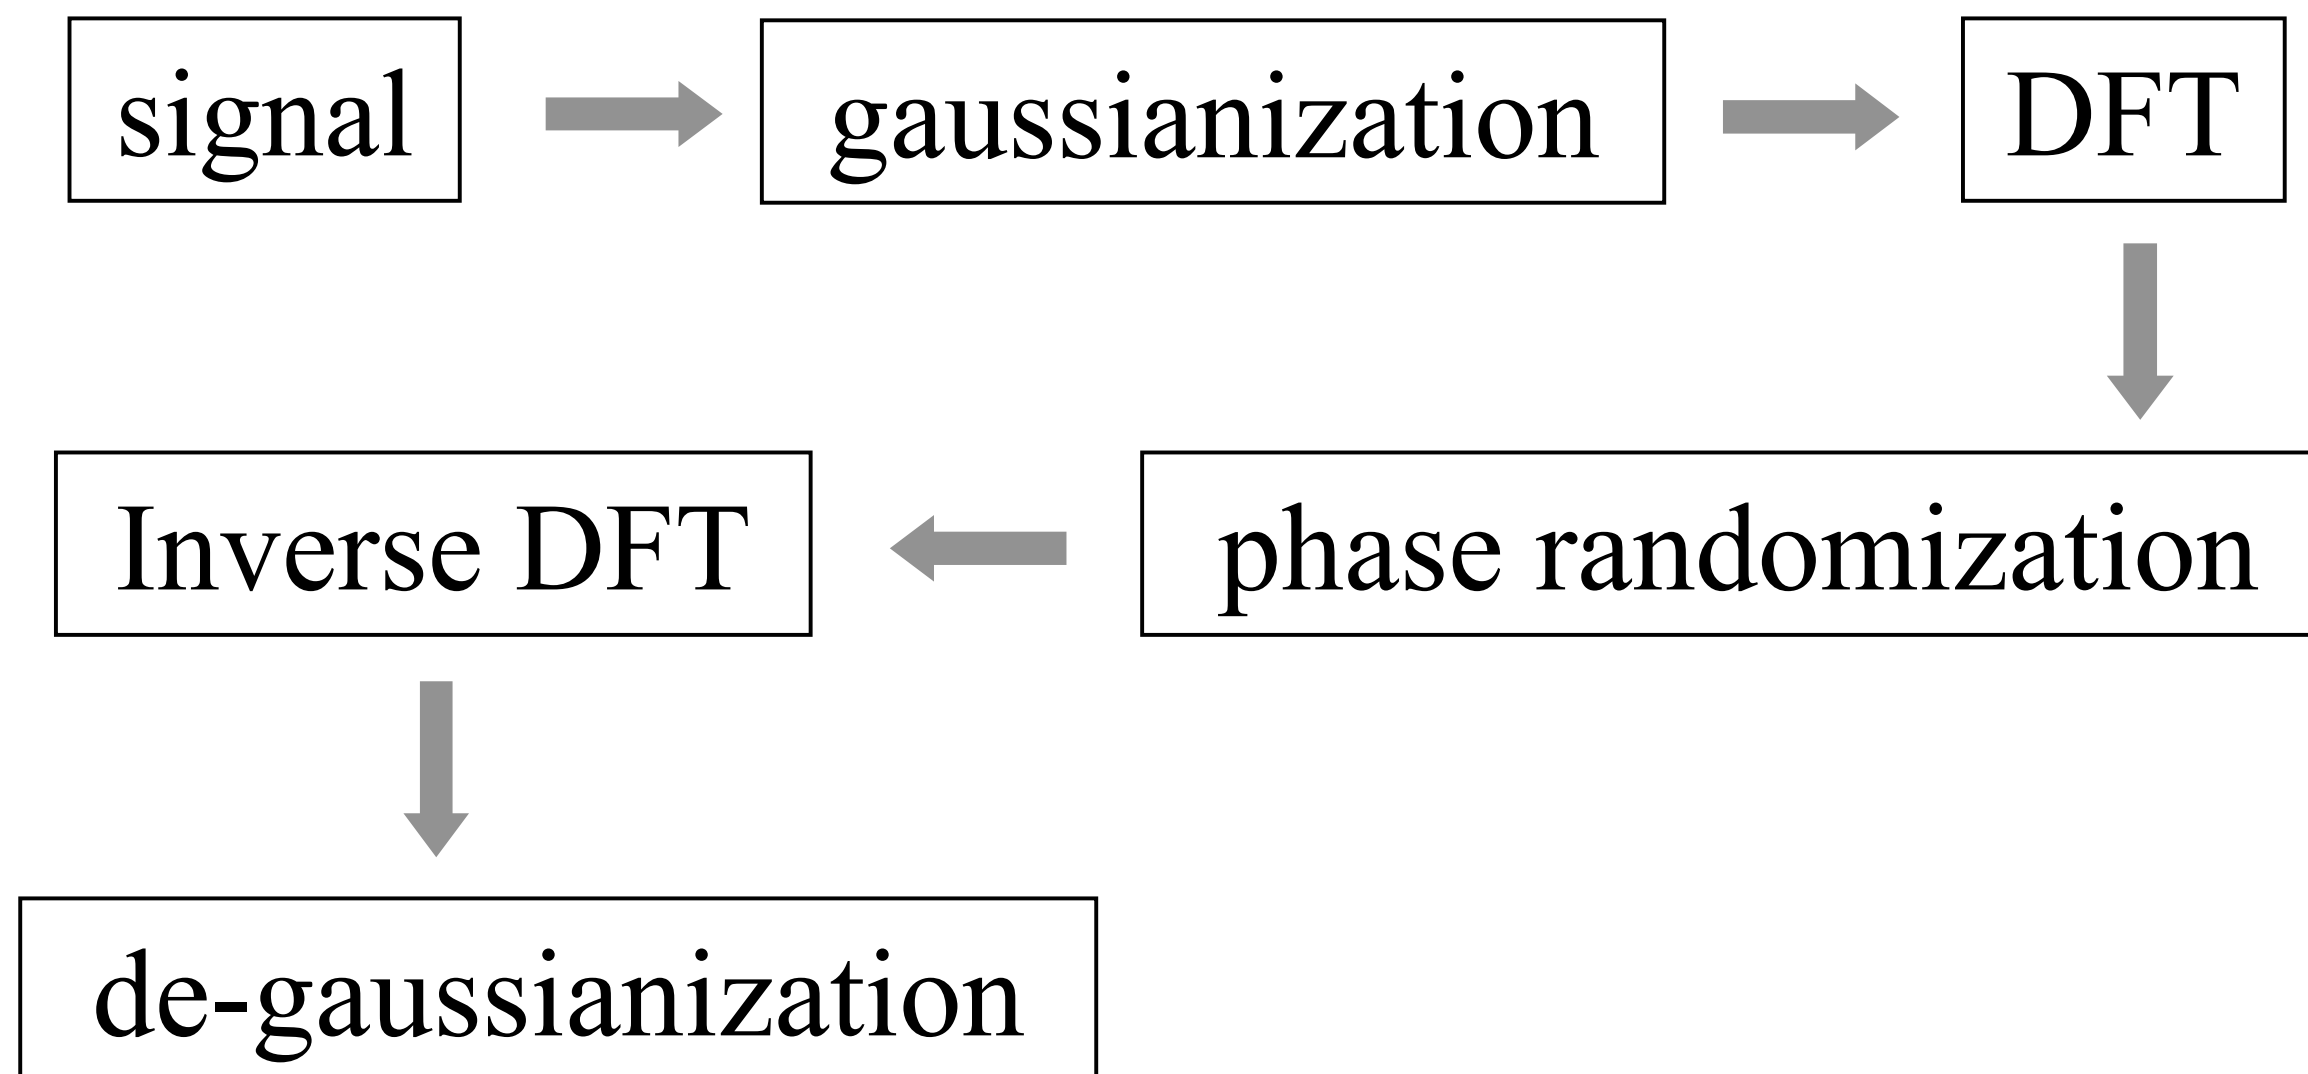 signal
gaussianization
DFT
phase randomization
Inverse DFT
de-gaussianization